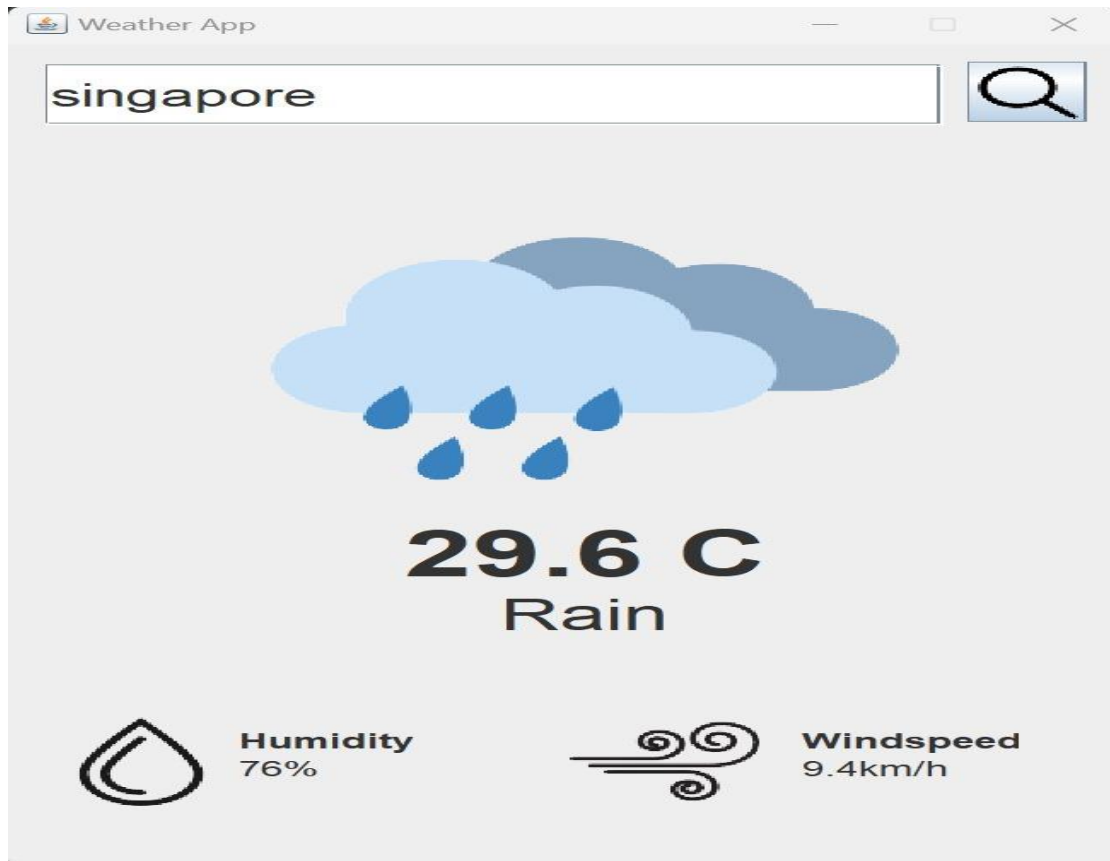 Weather App
singapore
29.6 C
Rain
Humidity
76%
Windspeed
9.4km/h